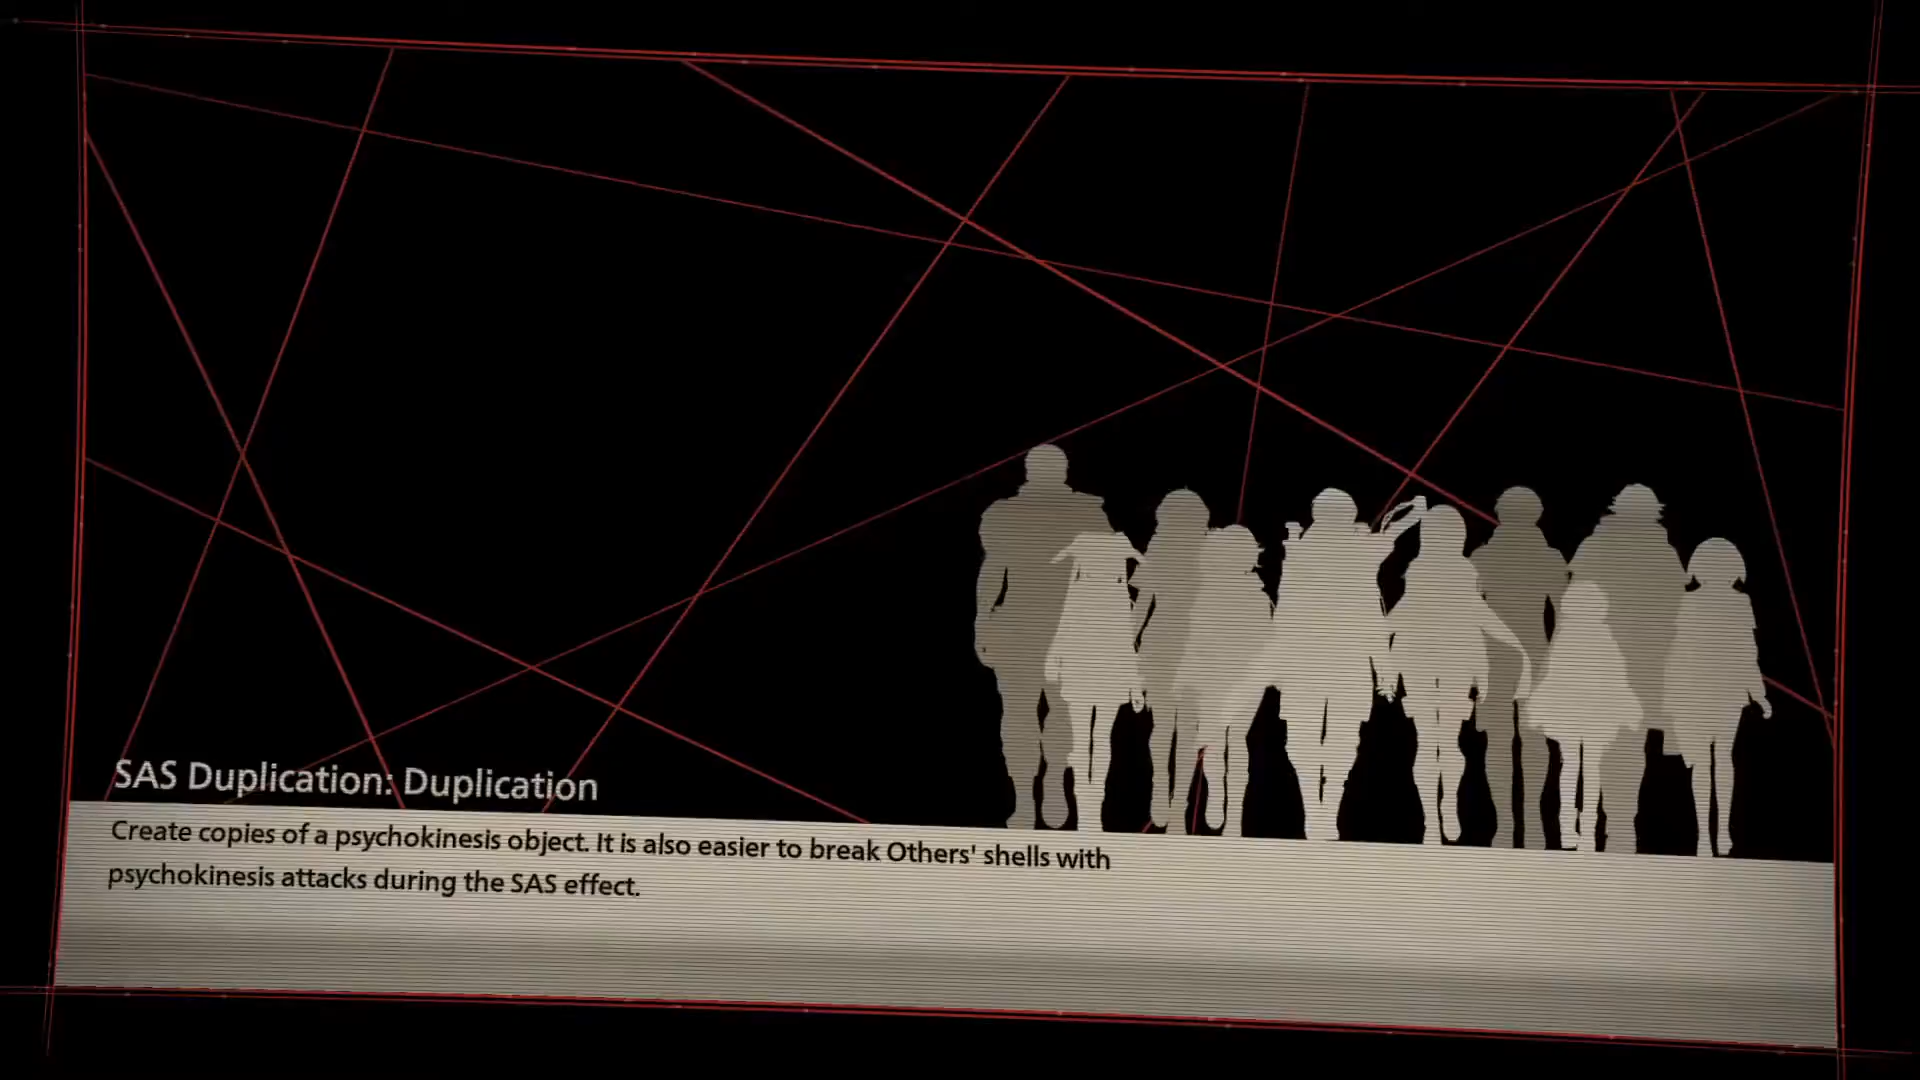 SAS Duplication: Duplication
Create copies of a psychokinesis object. It is also easier to break Others' shells with
psychokinesis attacks during the SAS effect.